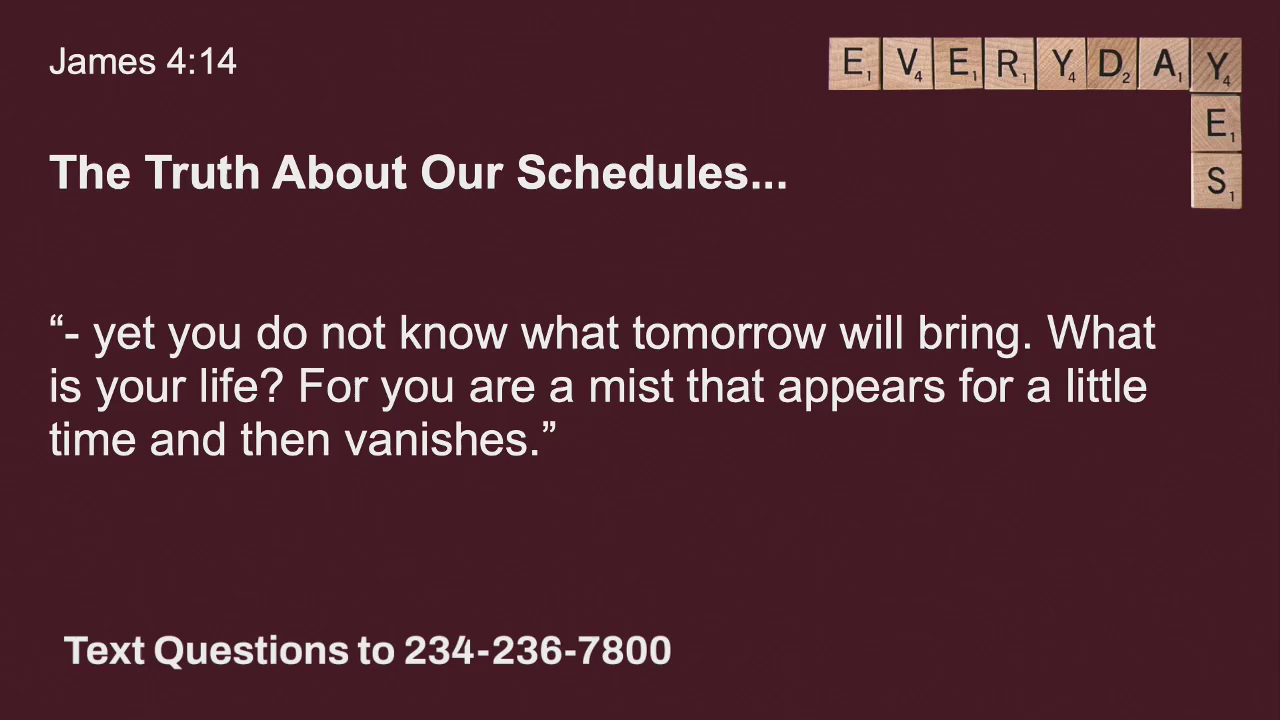 James 4:14
EVERYDAY
YES
The Truth About Our Schedules...
“- yet you do not know what tomorrow will bring. What
is your life? For you are a mist that appears for a little
time and then vanishes.”
Text Questions to 234-236-7800